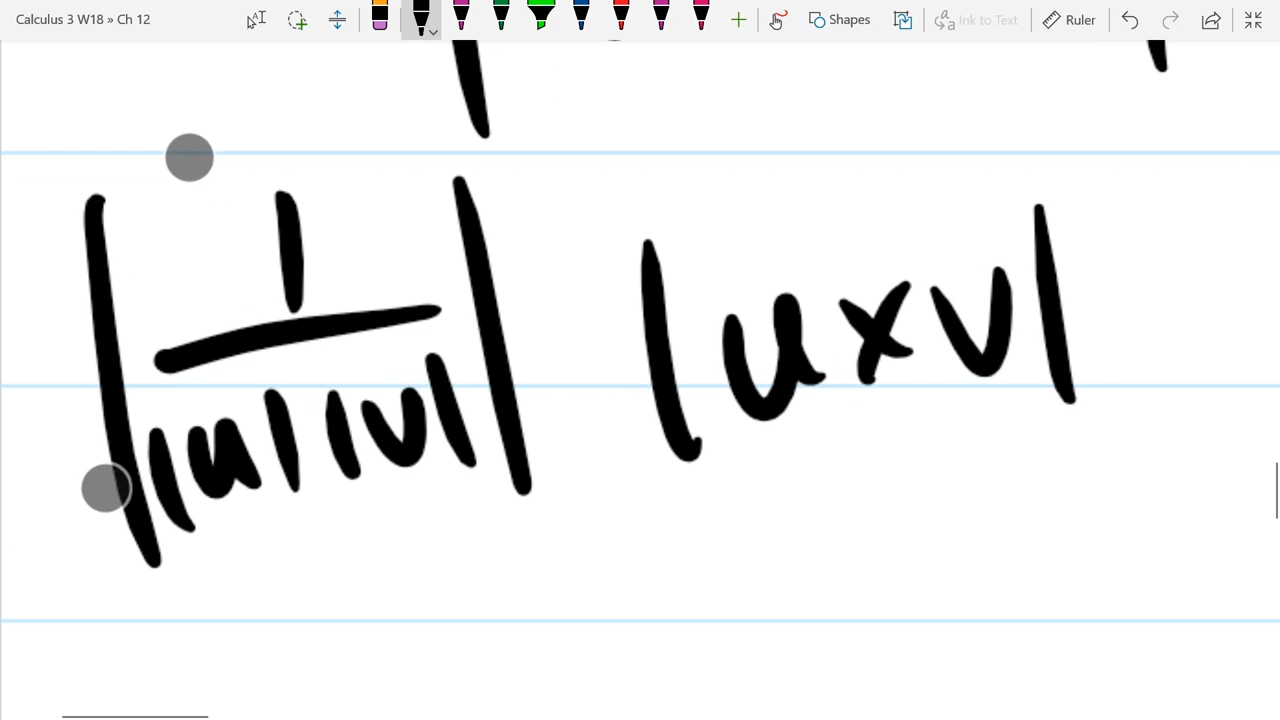 Calculus 3 W18 » Ch 12
Shapes
Ink to Text
Ruler
| 1 / |u| |v| | |u × v|